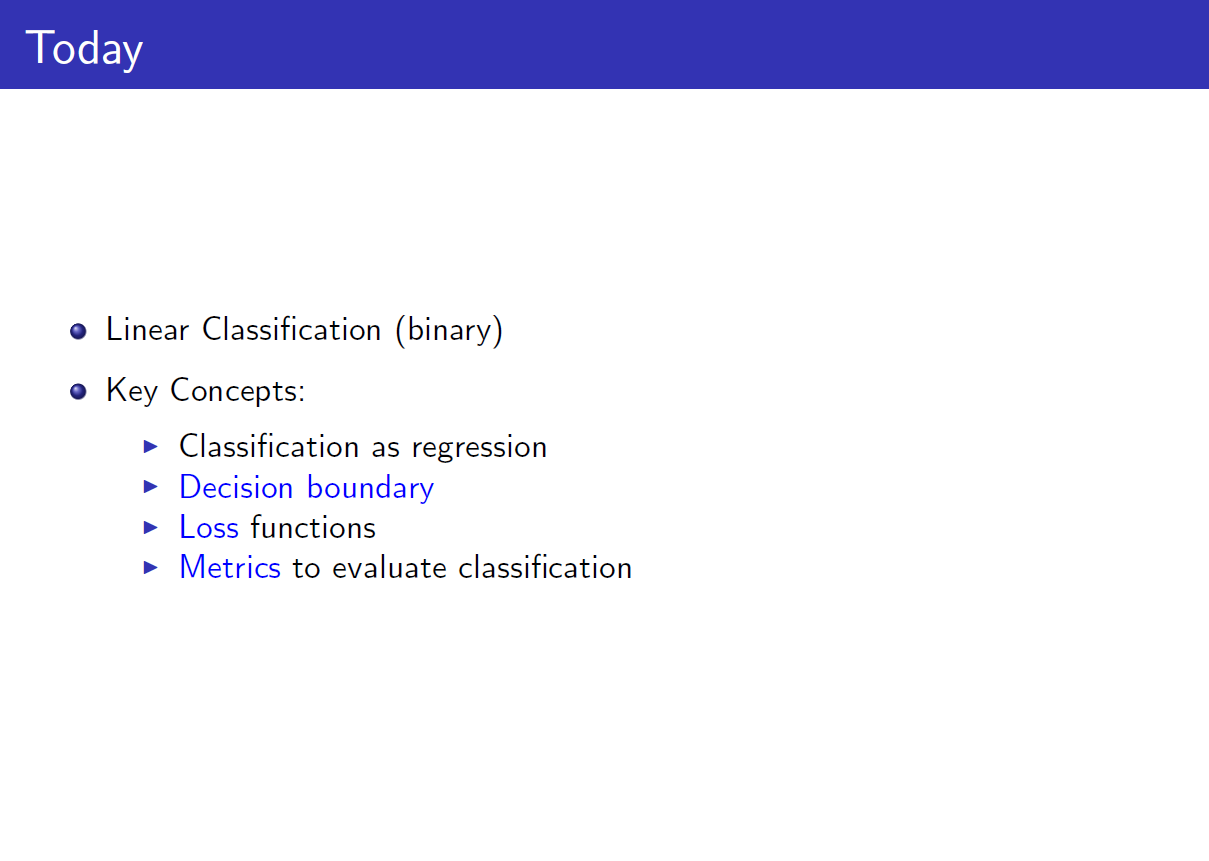 Today
Linear Classification (binary)
Key Concepts:
Classification as regression
Decision boundary
Loss functions
Metrics to evaluate classification